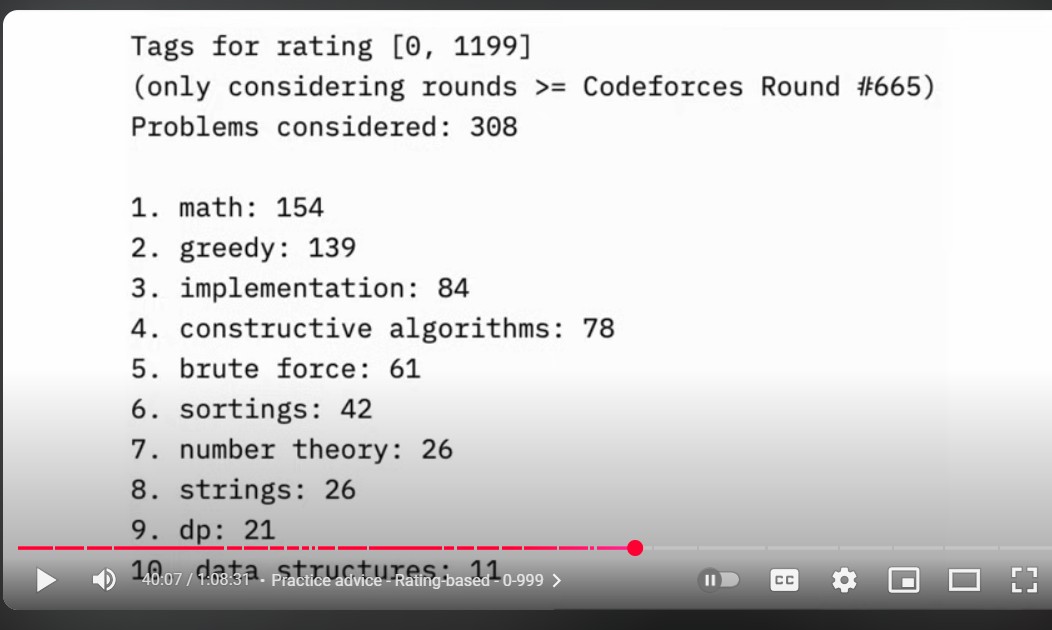 Tags for rating [0, 1199]
(only considering rounds >= Codeforces Round #665)
Problems considered: 308
1. math: 154
2. greedy: 139
3. implementation: 84
4. constructive algorithms: 78
5. brute force: 61
6. sortings: 42
7. number theory: 26
8. strings: 26
9. dp: 21
10. data structures: 11
40:07 / 1:08:31 • Practice advice - Rating-based - 0-999 >
CC